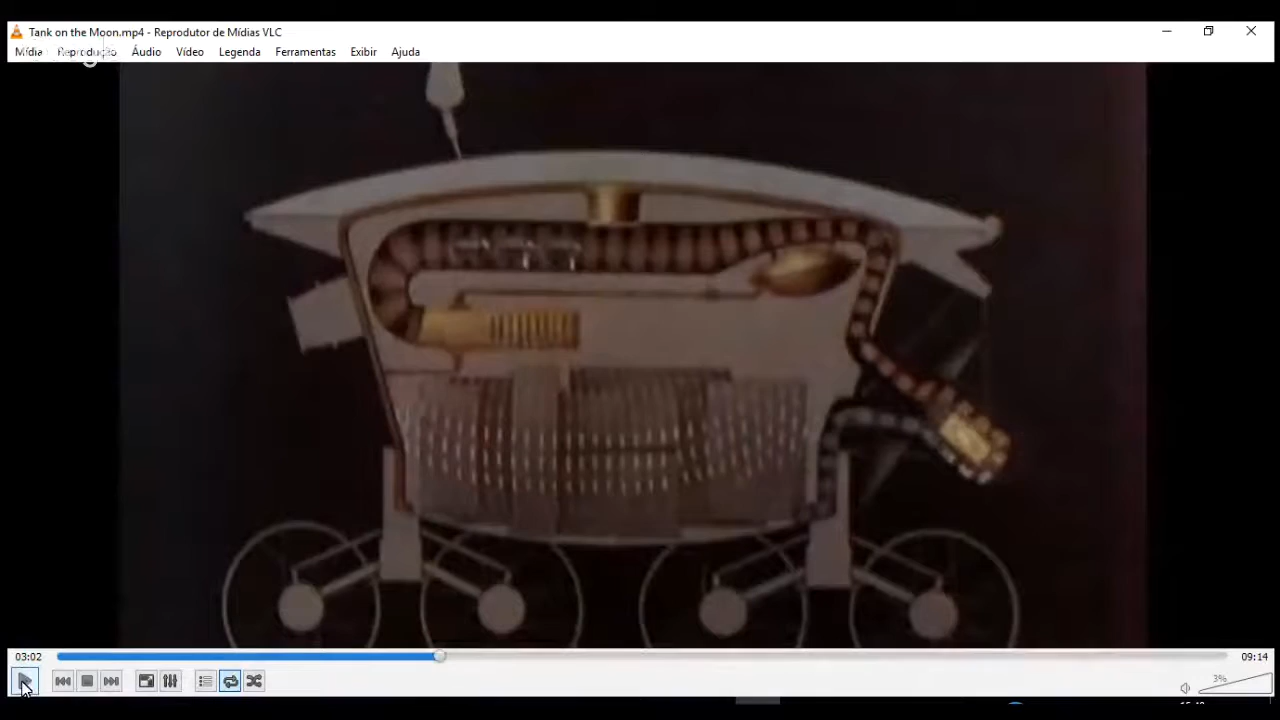 Tank on the Moon.mp4 - Reprodutor de Mídias VLC
Mídia Reprodução Áudio Vídeo Legenda Ferramentas Exibir Ajuda
03:02
09:14
3%